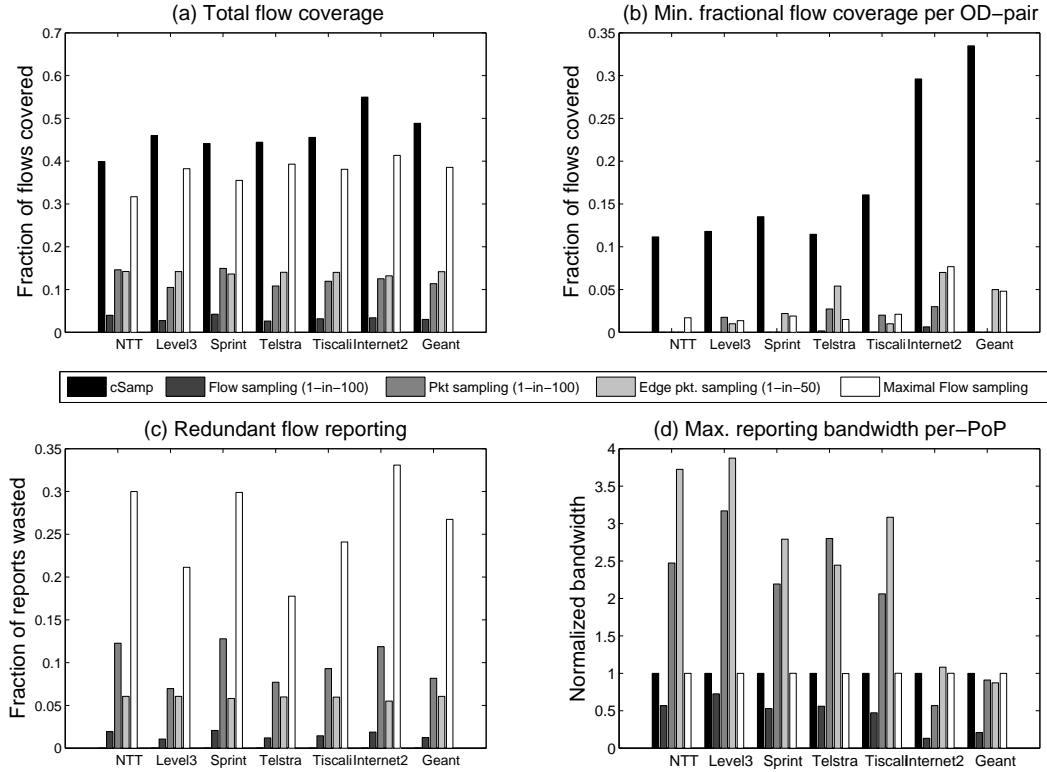 (a) Total flow coverage
Fraction of flows covered
0.7
0.6
0.5
0.4
0.3
0.2
0.1
0
NTT Level3 Sprint Telstra Tiscali Internet2 Geant
(b) Min. fractional flow coverage per OD−pair
Fraction of flows covered
0.35
0.3
0.25
0.2
0.15
0.1
0.05
0
NTT Level3 Sprint Telstra Tiscali Internet2 Geant
cSamp Flow sampling (1−in−100) Pkt sampling (1−in−100) Edge pkt. sampling (1−in−50) Maximal Flow sampling
(c) Redundant flow reporting
Fraction of reports wasted
0.35
0.3
0.25
0.2
0.15
0.1
0.05
0
NTT Level3 Sprint Telstra Tiscali Internet2 Geant
(d) Max. reporting bandwidth per−PoP
Normalized bandwidth
4
3.5
3
2.5
2
1.5
1
0.5
0
NTT Level3 Sprint Telstra Tiscali Internet2 Geant